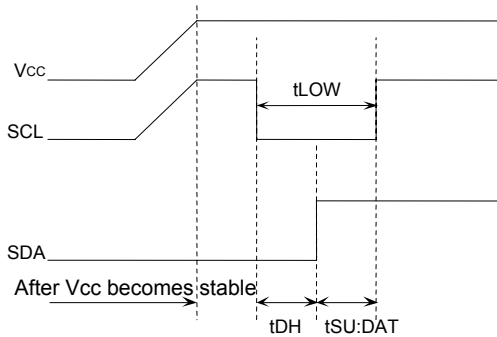 Vcc
tLOW
SCL
SDA
After Vcc becomes stable
tDH
tSU:DAT